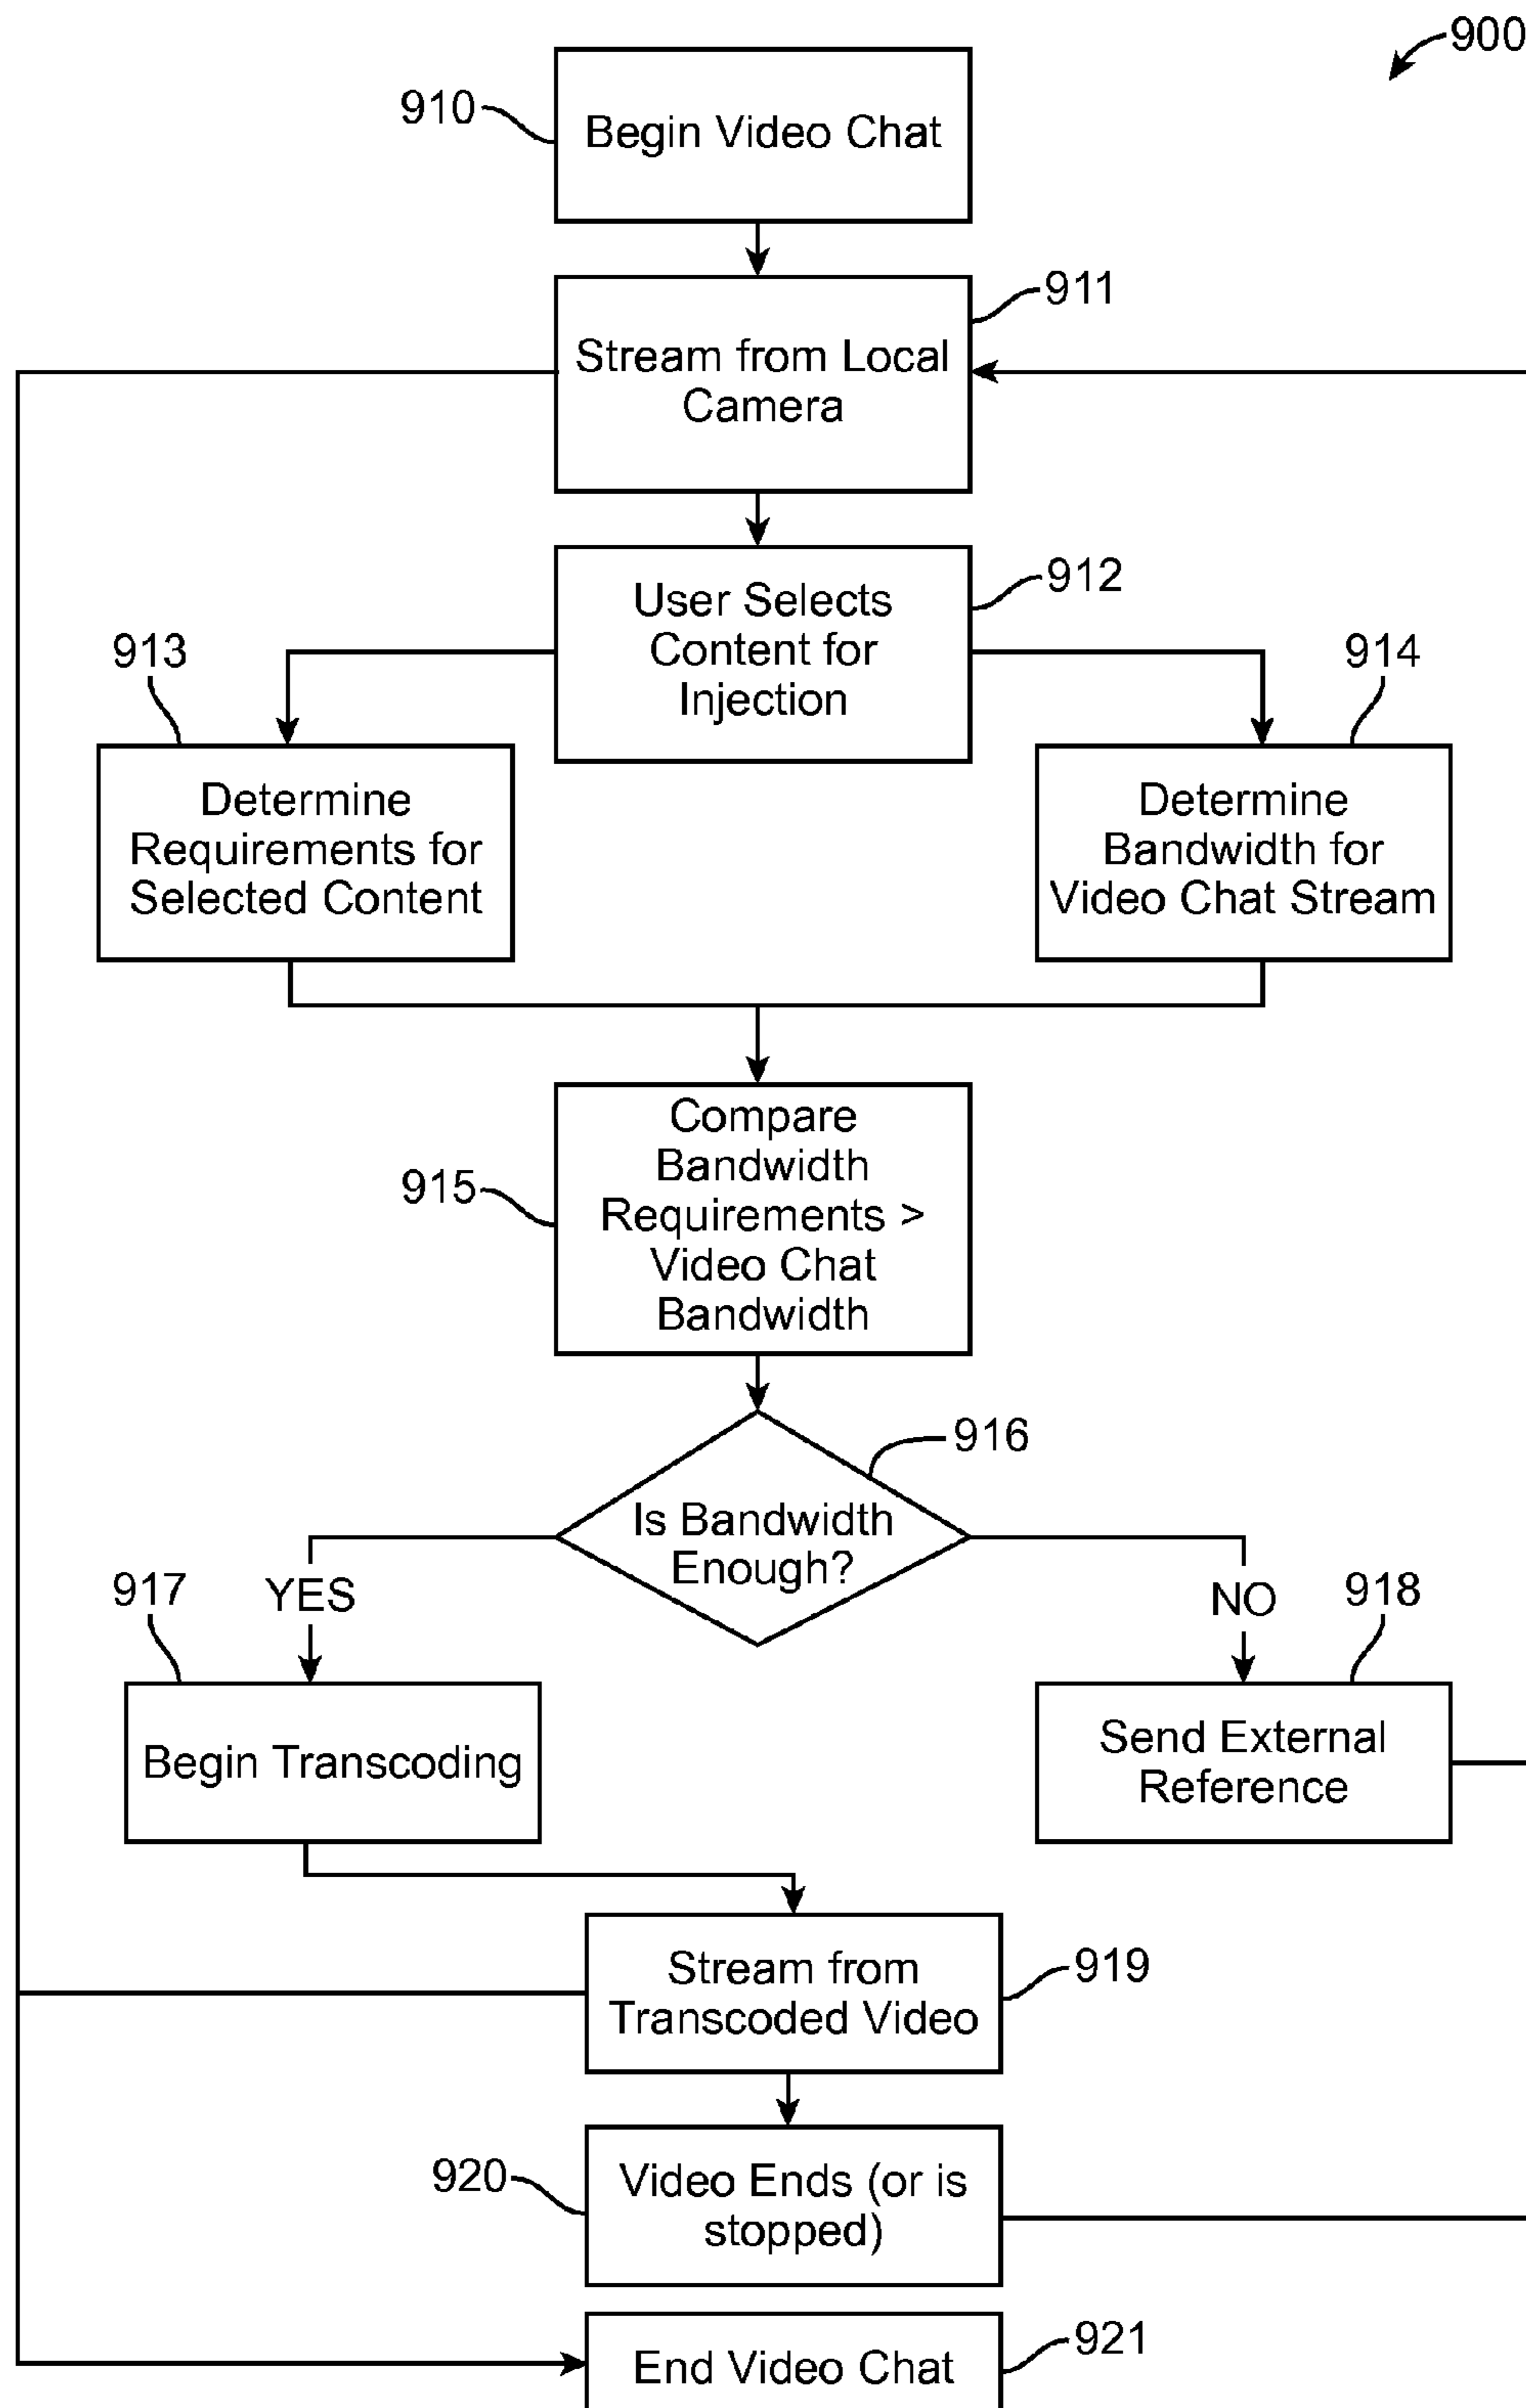 900
910
Begin Video Chat
911
Stream from Local
Camera
912
User Selects
Content for
Injection
913
914
Determine
Requirements for
Selected Content
Determine
Bandwidth for
Video Chat Stream
915
Compare
Bandwidth
Requirements >
Video Chat
Bandwidth
916
Is Bandwidth
Enough?
917
YES
NO
918
Begin Transcoding
Send External
Reference
919
Stream from
Transcoded Video
920
Video Ends (or is
stopped)
921
End Video Chat